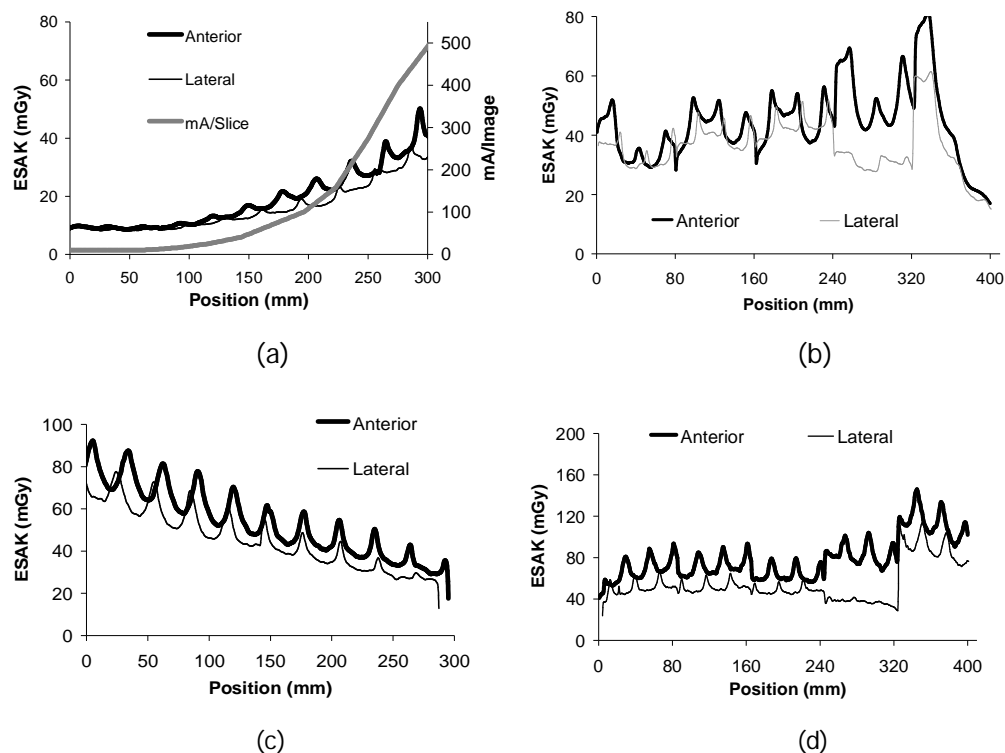 80
60
40
20
0
ESAK (mGy)
Anterior
Lateral
mA/Slice
500
400
300
200
100
0
mA/Image
0 50 100 150 200 250 300
Position (mm)
(a)
80
60
40
20
0
ESAK (mGy)
Anterior
Lateral
0 80 160 240 320 400
Position (mm)
(b)
100
80
60
40
20
0
ESAK (mGy)
Anterior
Lateral
0 50 100 150 200 250 300
Position (mm)
(c)
200
160
120
80
40
0
ESAK (mGy)
Anterior
Lateral
0 80 160 240 320 400
Position (mm)
(d)